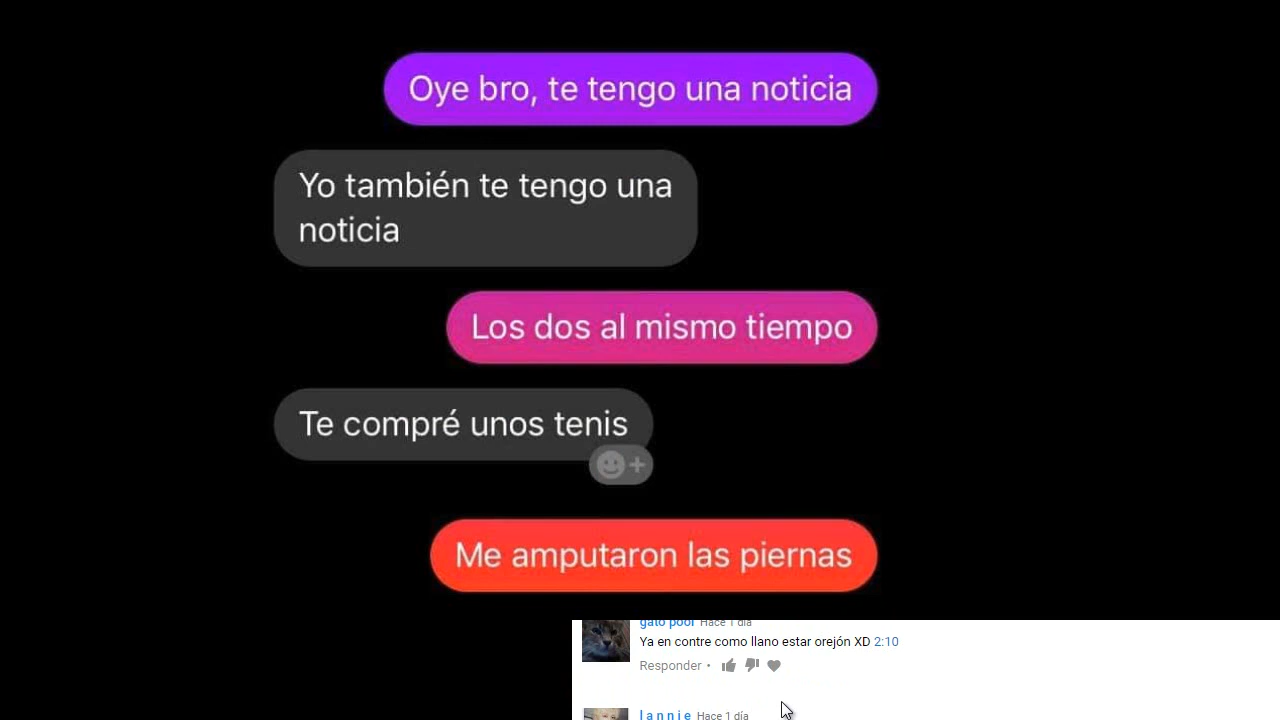 Oye bro, te tengo una noticia
Yo también te tengo una
noticia
Los dos al mismo tiempo
Te compré unos tenis
Me amputaron las piernas
gato poor Hace 1 día
Ya en contre como llano estar orejón XD 2:10
Responder •
l a n n i e Hace 1 día